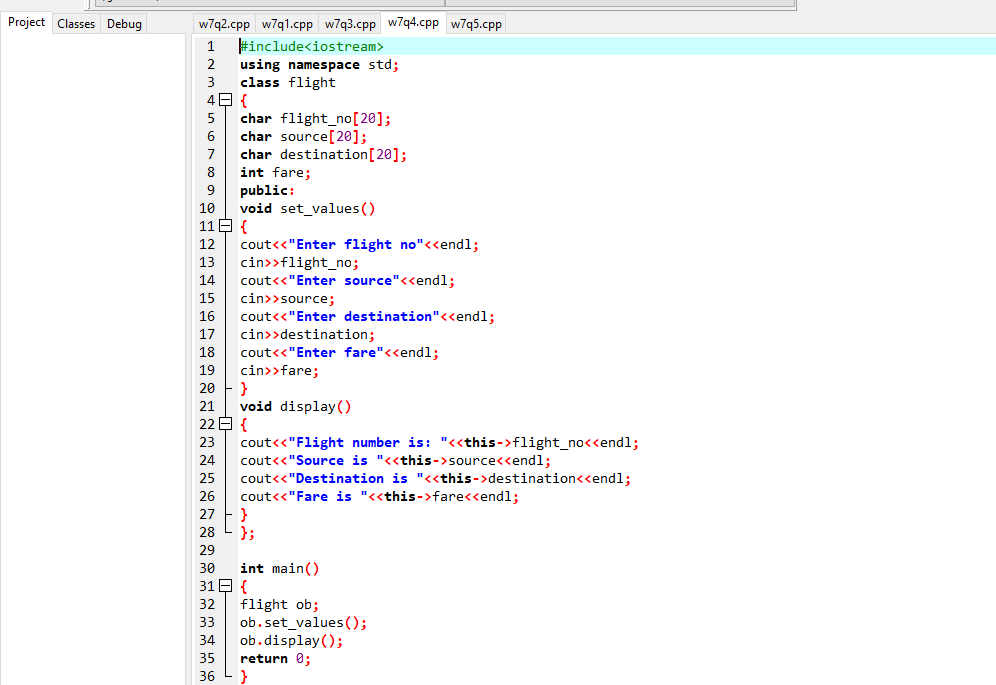 Project Classes Debug
w7q2.cpp w7q1.cpp w7q3.cpp w7q4.cpp w7q5.cpp
1 #include<iostream>
2 using namespace std;
3 class flight
4 {
5 char flight_no[20];
6 char source[20];
7 char destination[20];
8 int fare;
9 public:
10 void set_values()
11 {
12 cout<<"Enter flight no"<<endl;
13 cin>>flight_no;
14 cout<<"Enter source"<<endl;
15 cin>>source;
16 cout<<"Enter destination"<<endl;
17 cin>>destination;
18 cout<<"Enter fare"<<endl;
19 cin>>fare;
20 }
21 void display()
22 {
23 cout<<"Flight number is: "<<this->flight_no<<endl;
24 cout<<"Source is "<<this->source<<endl;
25 cout<<"Destination is "<<this->destination<<endl;
26 cout<<"Fare is "<<this->fare<<endl;
27 }
28 };
29
30 int main()
31 {
32 flight ob;
33 ob.set_values();
34 ob.display();
35 return 0;
36 }